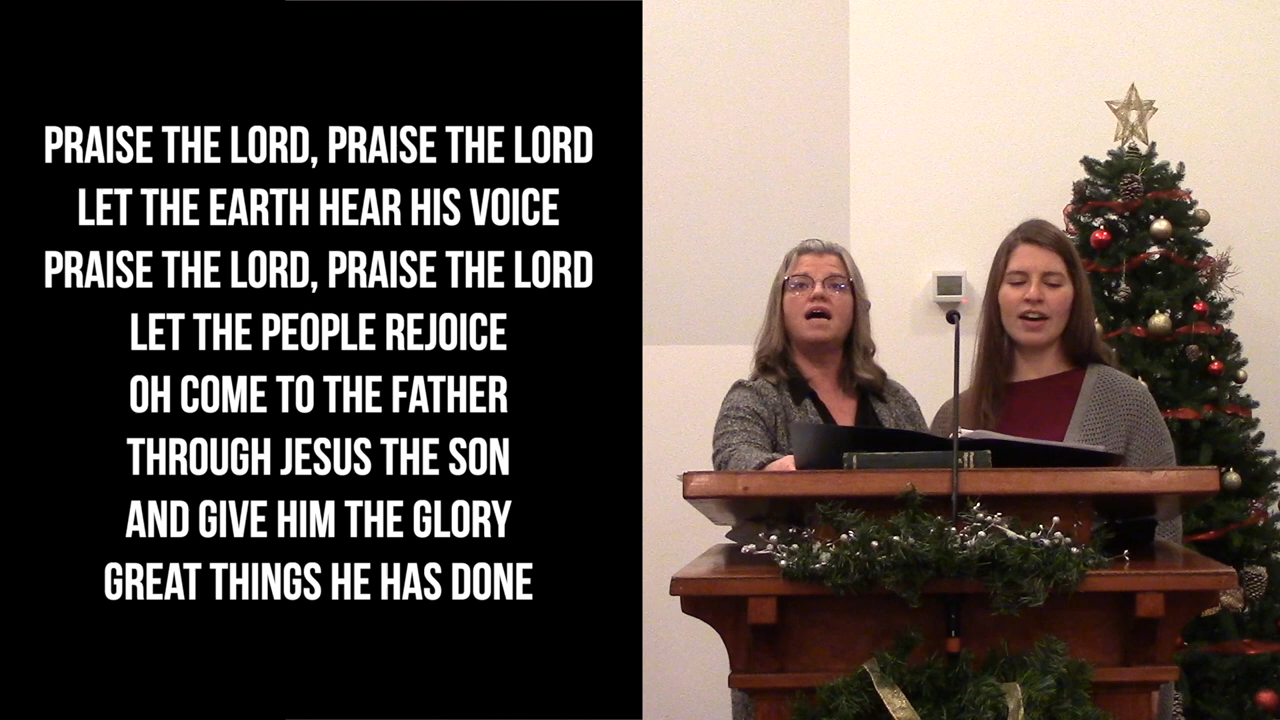 PRAISE THE LORD, PRAISE THE LORD
LET THE EARTH HEAR HIS VOICE
PRAISE THE LORD, PRAISE THE LORD
LET THE PEOPLE REJOICE
OH COME TO THE FATHER
THROUGH JESUS THE SON
AND GIVE HIM THE GLORY
GREAT THINGS HE HAS DONE